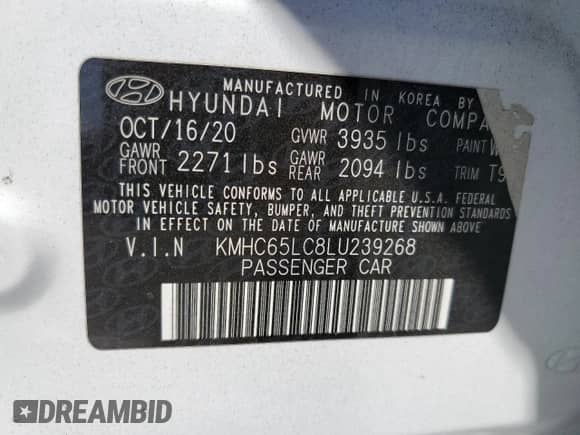 MANUFACTURED IN KOREA BY
HYUNDAI MOTOR
OCT/16/20 GVWR 3935 lbs PAINT
GAWR FRONT 2271 lbs GAWR REAR 2094 lbs TRIM
THIS VEHICLE CONFORMS TO ALL APPLICABLE U.S.A. FEDERAL
MOTOR VEHICLE SAFETY, BUMPER, AND THEFT PREVENTION STANDARDS
IN EFFECT ON THE DATE OF MANUFACTURE SHOWN ABOVE
V.I.N KMHC65LC8LU239268
PASSENGER CAR
DREAMBID